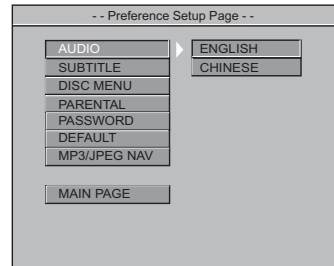 - - Preference Setup Page - -
AUDIO
SUBTITLE
DISC MENU
PARENTAL
PASSWORD
DEFAULT
MP3/JPEG NAV
MAIN PAGE
ENGLISH
CHINESE